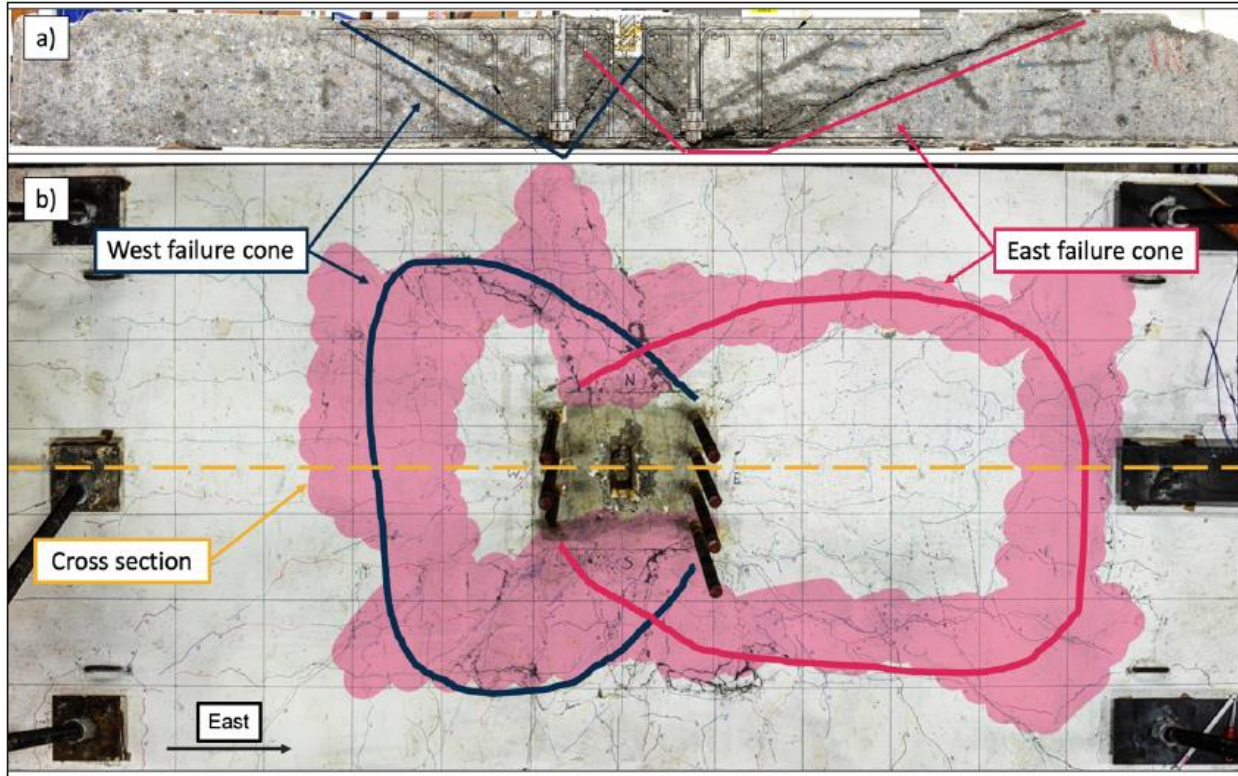 a)
b)
West failure cone
East failure cone
N
W
E
S
Cross section
East